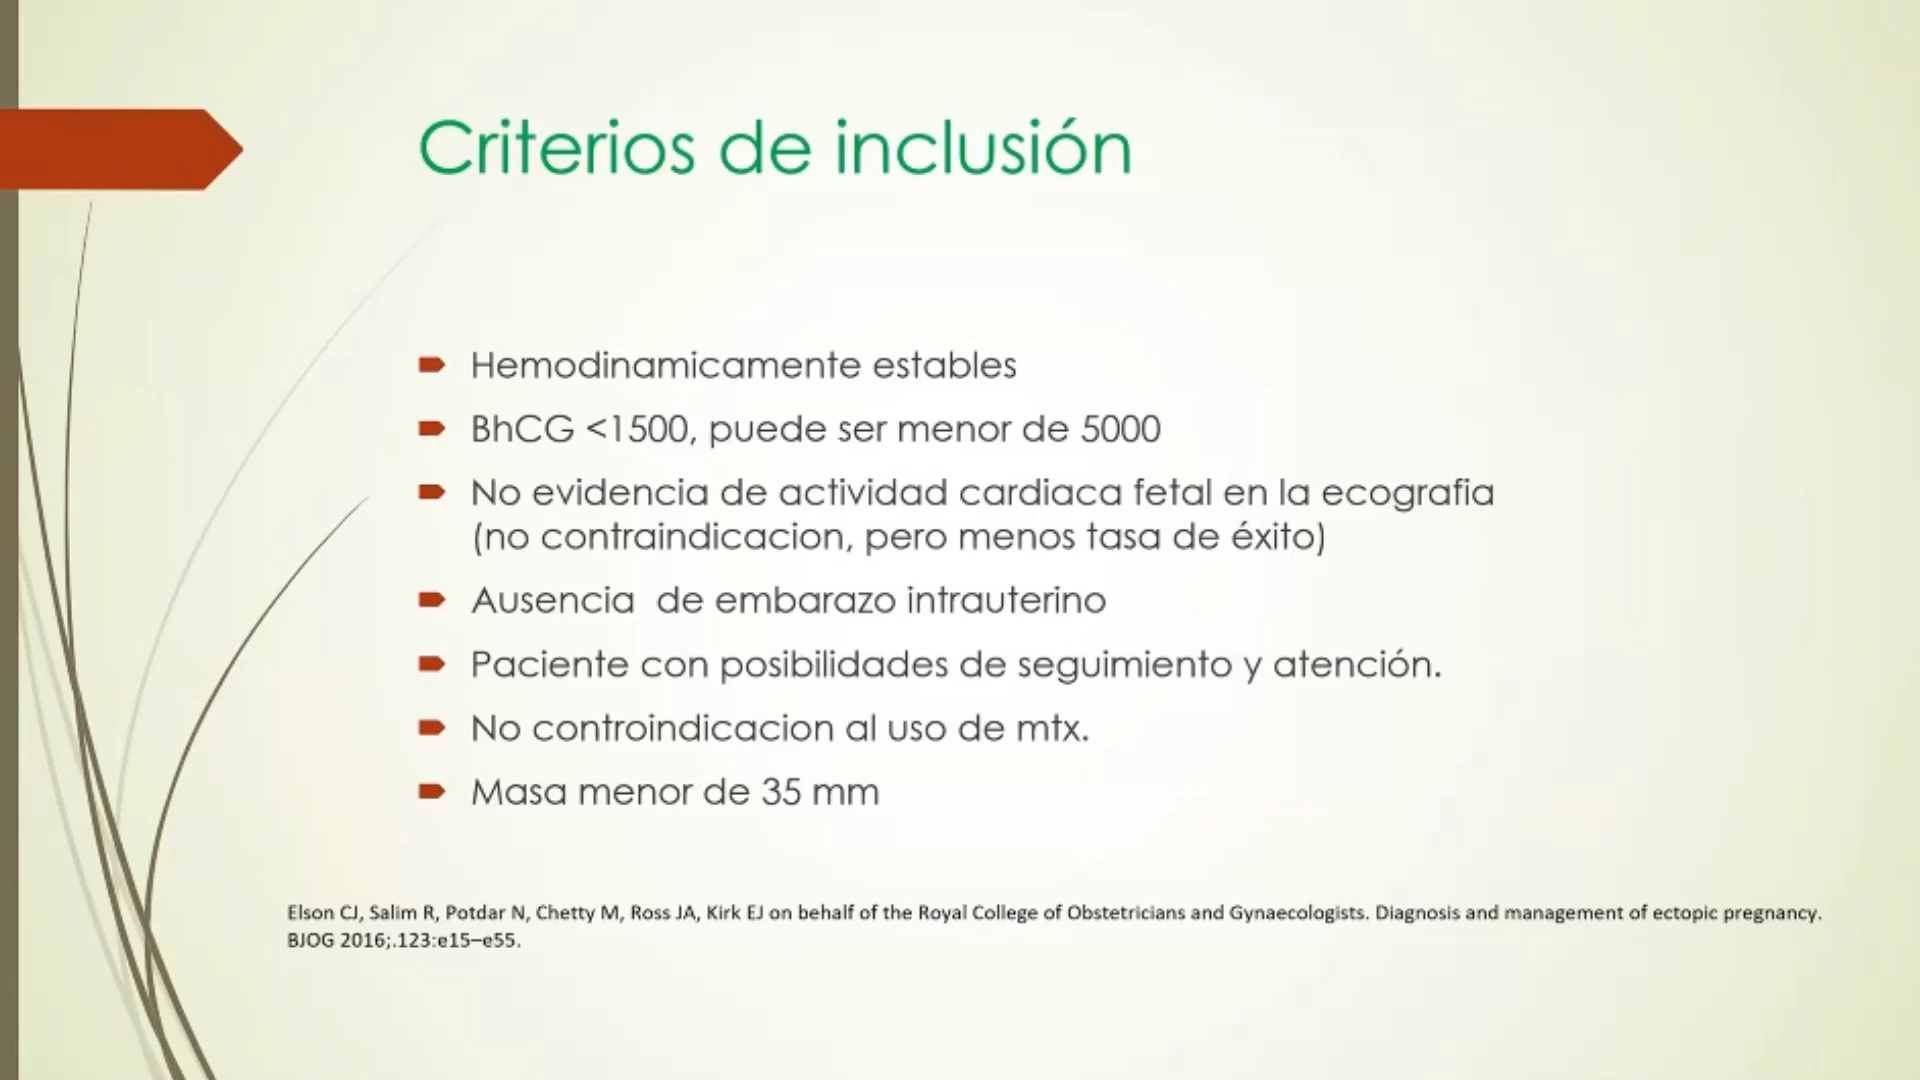 Criterios de inclusión
Hemodinamicamente estables
BhCG <1500, puede ser menor de 5000
No evidencia de actividad cardiaca fetal en la ecografia
(no contraindicacion, pero menos tasa de éxito)
Ausencia  de embarazo intrauterino
Paciente con posibilidades de seguimiento y atención.
No controindicacion al uso de mtx.
Masa menor de 35 mm
Elson CJ, Salim R, Potdar N, Chetty M, Ross JA, Kirk EJ on behalf of the Royal College of Obstetricians and Gynaecologists. Diagnosis and management of ectopic pregnancy.
BJOG 2016;.123:e15–e55.